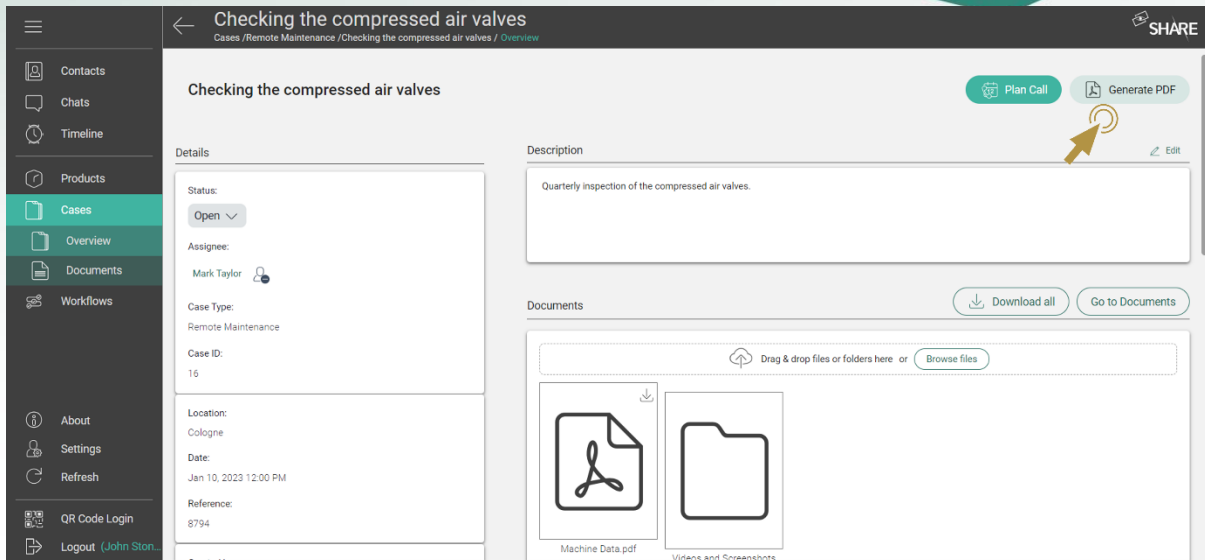 Checking the compressed air valves
Cases /Remote Maintenance /Checking the compressed air valves / Overview
SHARE
Contacts
Chats
Timeline
Products
Cases
Overview
Documents
Workflows
About
Settings
Refresh
QR Code Login
Logout (John Ston...
Checking the compressed air valves
Plan Call
Generate PDF
Details
Status:
Open
Assignee:
Mark Taylor
Case Type:
Remote Maintenance
Case ID:
16
Location:
Cologne
Date:
Jan 10, 2023 12:00 PM
Reference:
8794
Description
Edit
Quarterly inspection of the compressed air valves.
Documents
Download all
Go to Documents
Drag & drop files or folders here or Browse files
Machine Data.pdf
Videos and Screenshots